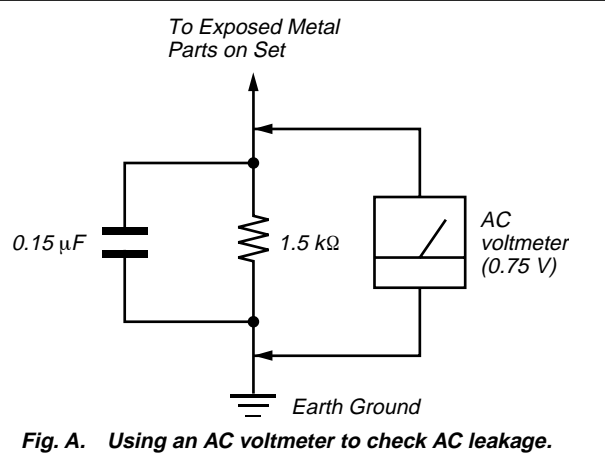 To Exposed Metal
Parts on Set
0.15 μF
1.5 kΩ
AC
voltmeter
(0.75 V)
Earth Ground
Fig. A. Using an AC voltmeter to check AC leakage.